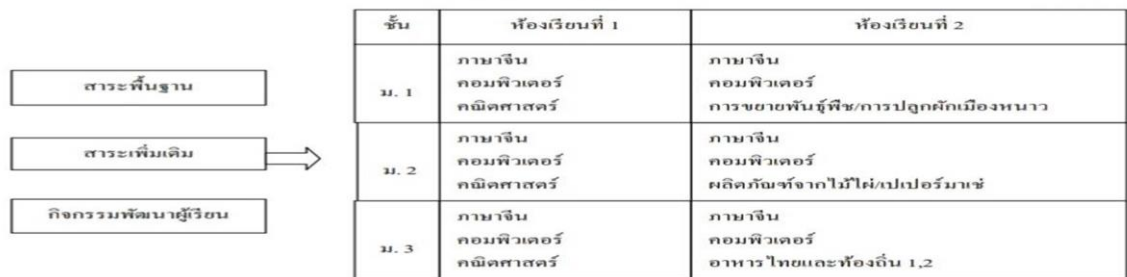 สาระพื้นฐาน
สาระเพิ่มเติม
กิจกรรมพัฒนาผู้เรียน
ชั้น ห้องเรียนที่ 1 ห้องเรียนที่ 2
ม. 1
ภาษาจีน
คอมพิวเตอร์
คณิตศาสตร์
ภาษาจีน
คอมพิวเตอร์
การขยายพันธุ์พืช/การปลูกผักเมืองหนาว
ม. 2
ภาษาจีน
คอมพิวเตอร์
คณิตศาสตร์
ภาษาจีน
คอมพิวเตอร์
ผลิตภัณฑ์จากไม้ไผ่/เปเปอร์มาเช่
ม. 3
ภาษาจีน
คอมพิวเตอร์
คณิตศาสตร์
ภาษาจีน
คอมพิวเตอร์
อาหารไทยและท้องถิ่น 1,2